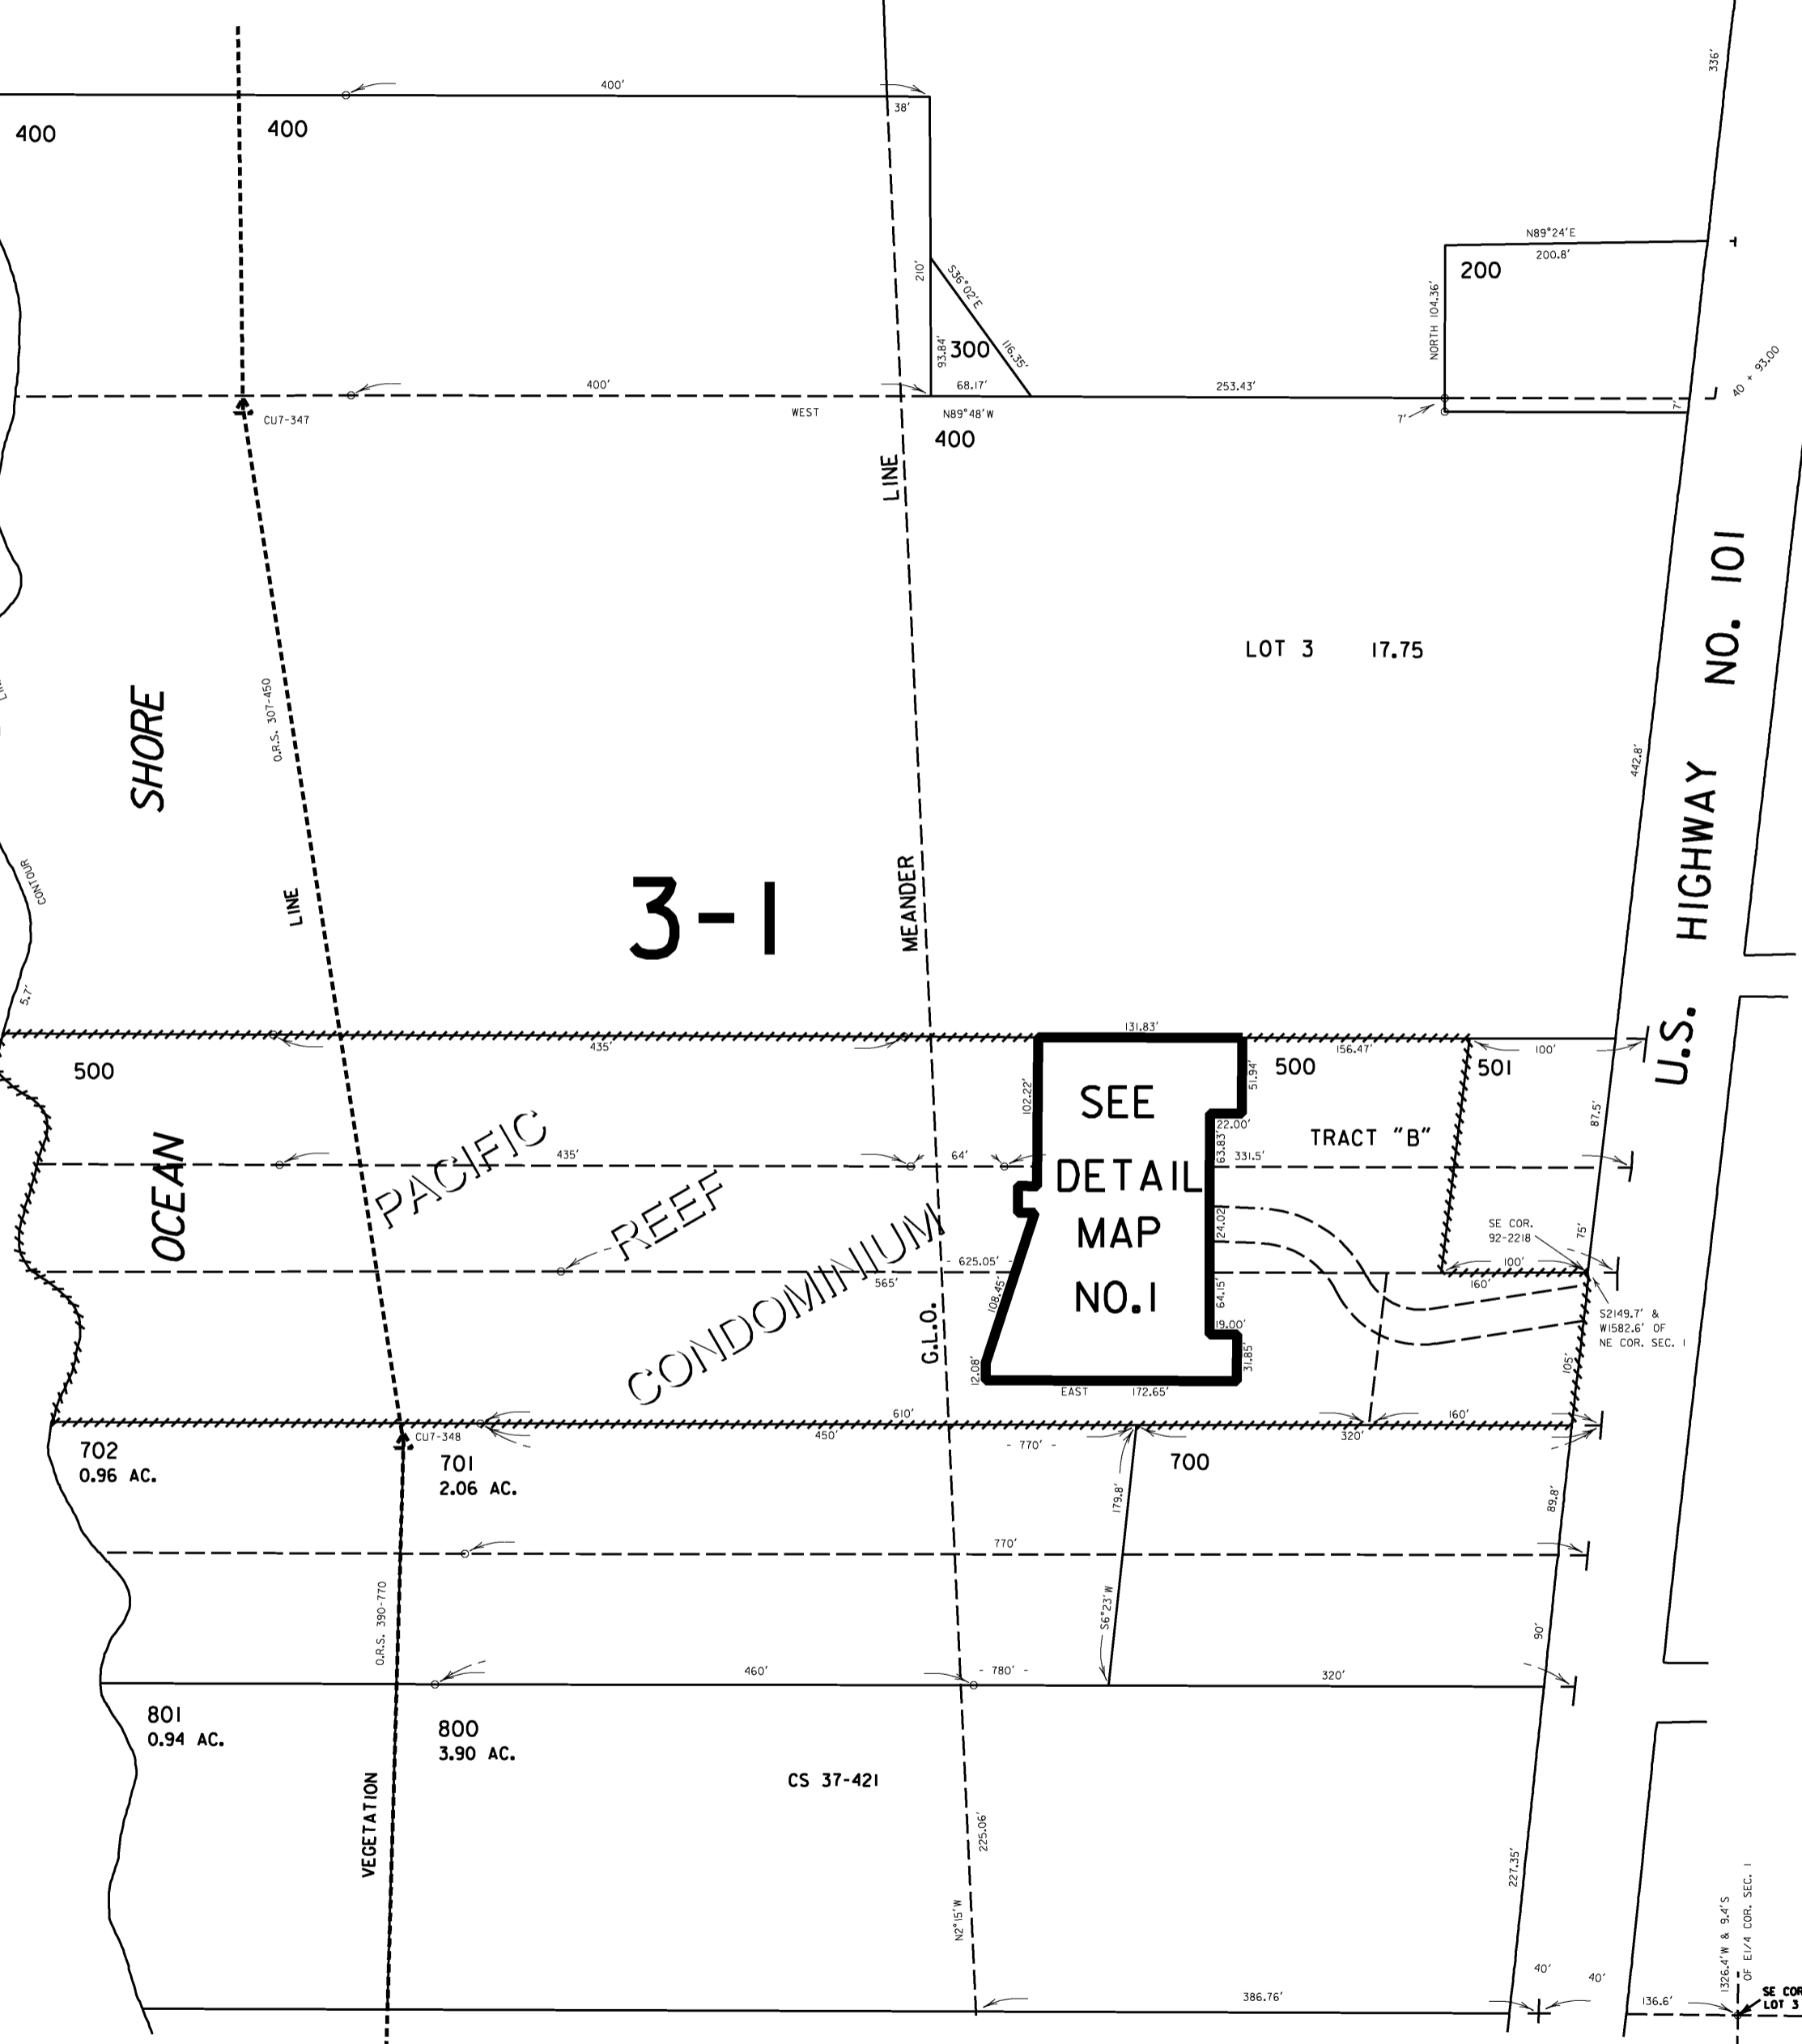 336'
400'
38'
400
400
N89°24'E
200.8'
200
210'
S36°02'E
NORTH 104.36'
93.84'
300
116.35'
40 + 93.00
400'
68.17'
253.43'
7'
7'
CU7-347
WEST
N89°48'W
400
LINE
U.S. HIGHWAY NO. 101
LOT 3 17.75
SHORE
O.R.S. 307-450
442.8'
LINE
3-1
MEANDER
CONTOUR
5.7'
435'
131.83'
156.47'
100'
500
500
501
102.22'
51.94'
SEE
DETAIL
MAP
NO.1
87.5'
22.00'
TRACT "B"
63.83'
331.5'
PACIFIC
REEF
CONDOMINIUM
OCEAN
435'
64'
24.02'
SE COR.
92-2218
75'
- 625.05' -
565'
100'
160'
108.45'
64.15'
G.L.O.
S2149.7' &
W1582.6' OF
NE COR. SEC. 1
19.00'
31.85'
105'
12.08'
EAST 172.65'
610'
160'
CU7-348
450'
- 770' -
320'
702
0.96 AC.
701
2.06 AC.
700
179.8'
89.8'
770'
O.R.S. 390-770
S6°23'W
90'
460'
- 780' -
320'
801
0.94 AC.
800
3.90 AC.
CS 37-421
VEGETATION
225.06'
227.35'
N2°15'W
1326.4'W & 9.4'S
OF E1/4 COR. SEC. 1
386.76'
40'
40'
136.6'
SE COR
LOT 3